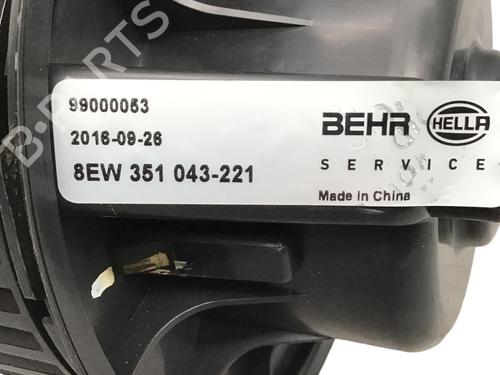 99000053
2016-09-26
8EW 351 043-221
BEHR HELLA
SERVICE
Made in China
PARTS